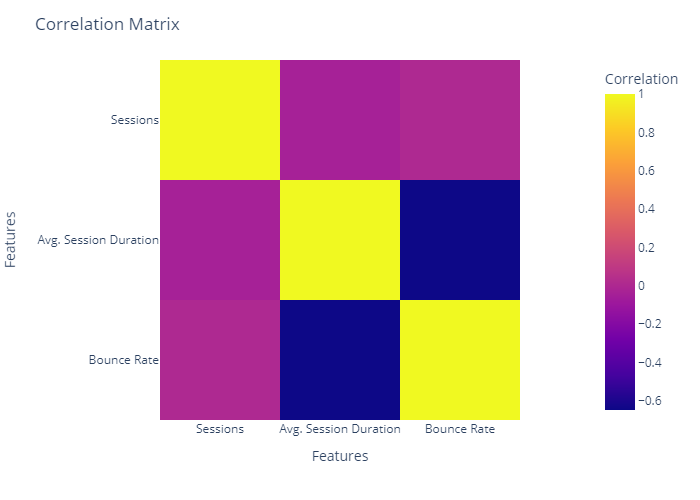 Correlation Matrix
Correlation
1
0.8
0.6
0.4
0.2
0
−0.2
−0.4
−0.6
Features
Sessions
Avg. Session Duration
Bounce Rate
Sessions
Avg. Session Duration
Bounce Rate
Features